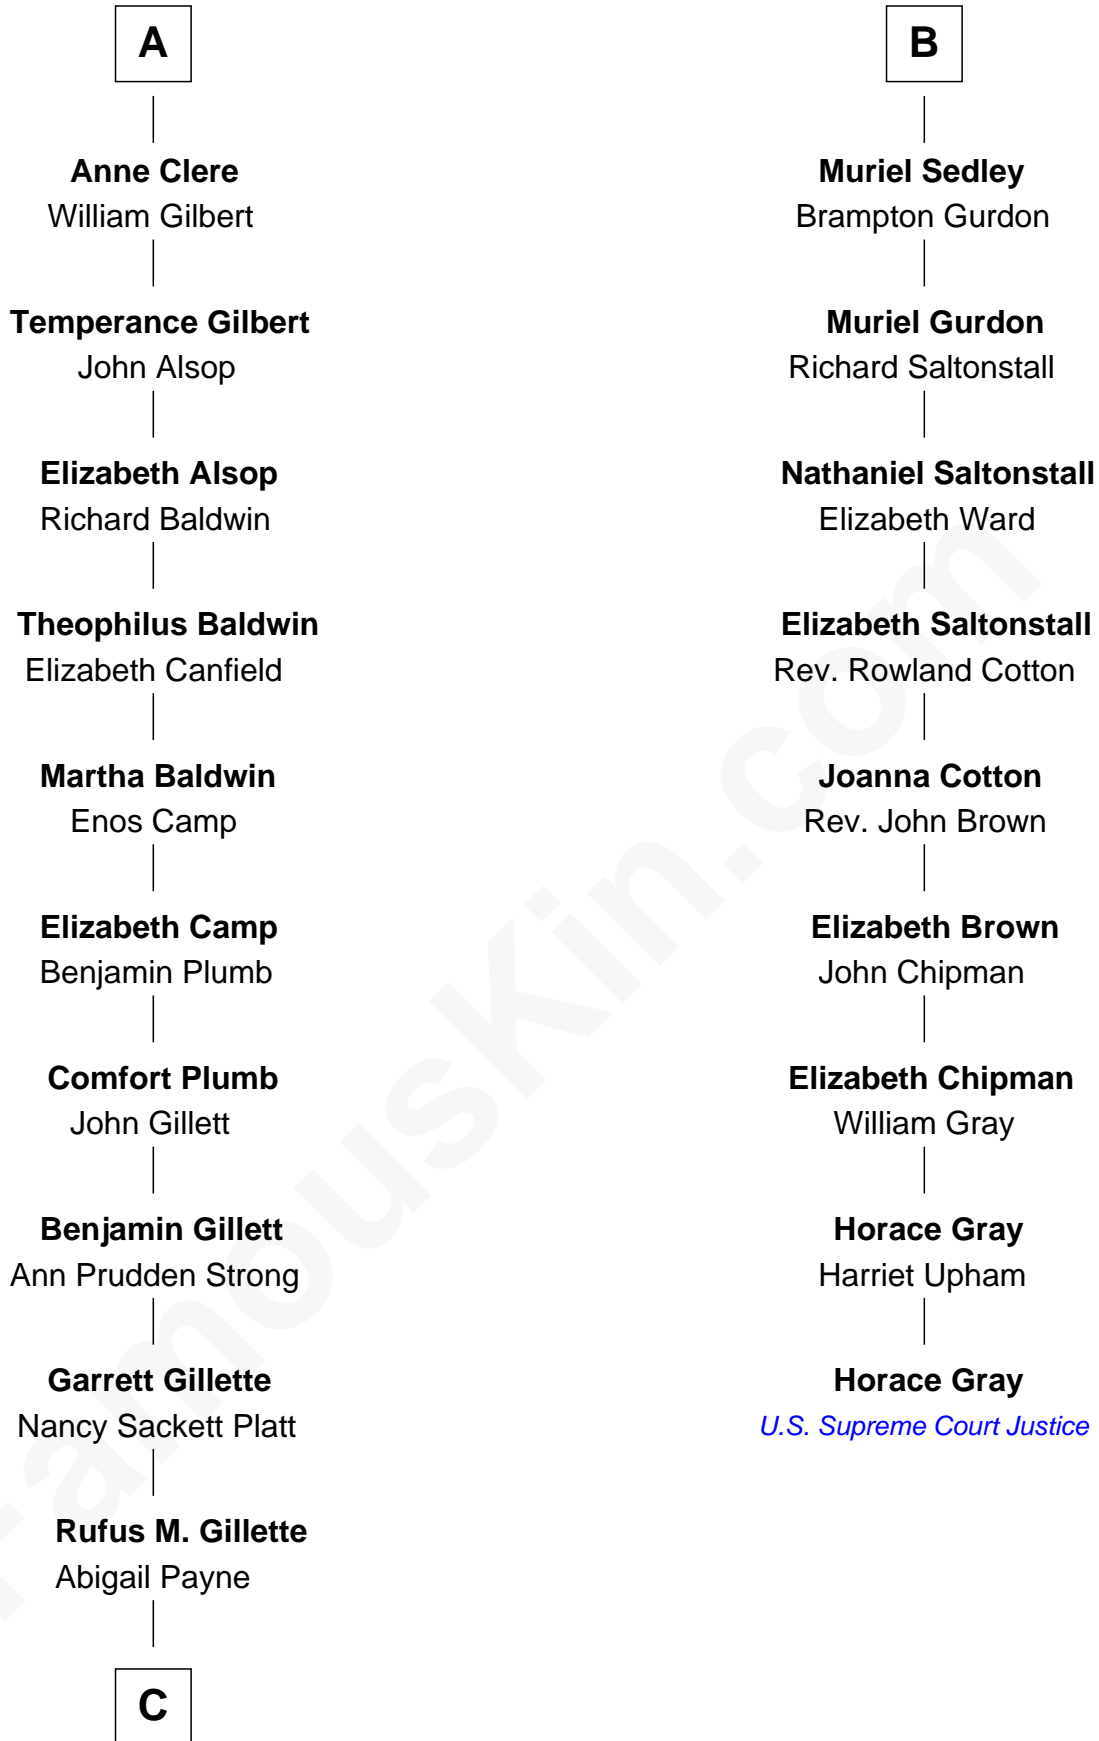 A
Anne Clere
William Gilbert
Temperance Gilbert
John Alsop
Elizabeth Alsop
Richard Baldwin
Theophilus Baldwin
Elizabeth Canfield
Martha Baldwin
Enos Camp
Elizabeth Camp
Benjamin Plumb
Comfort Plumb
John Gillett
Benjamin Gillett
Ann Prudden Strong
Garrett Gillette
Nancy Sackett Platt
Rufus M. Gillette
Abigail Payne
C
B
Muriel Sedley
Brampton Gurdon
Muriel Gurdon
Richard Saltonstall
Nathaniel Saltonstall
Elizabeth Ward
Elizabeth Saltonstall
Rev. Rowland Cotton
Joanna Cotton
Rev. John Brown
Elizabeth Brown
John Chipman
Elizabeth Chipman
William Gray
Horace Gray
Harriet Upham
Horace Gray
U.S. Supreme Court Justice
FamousKin.com